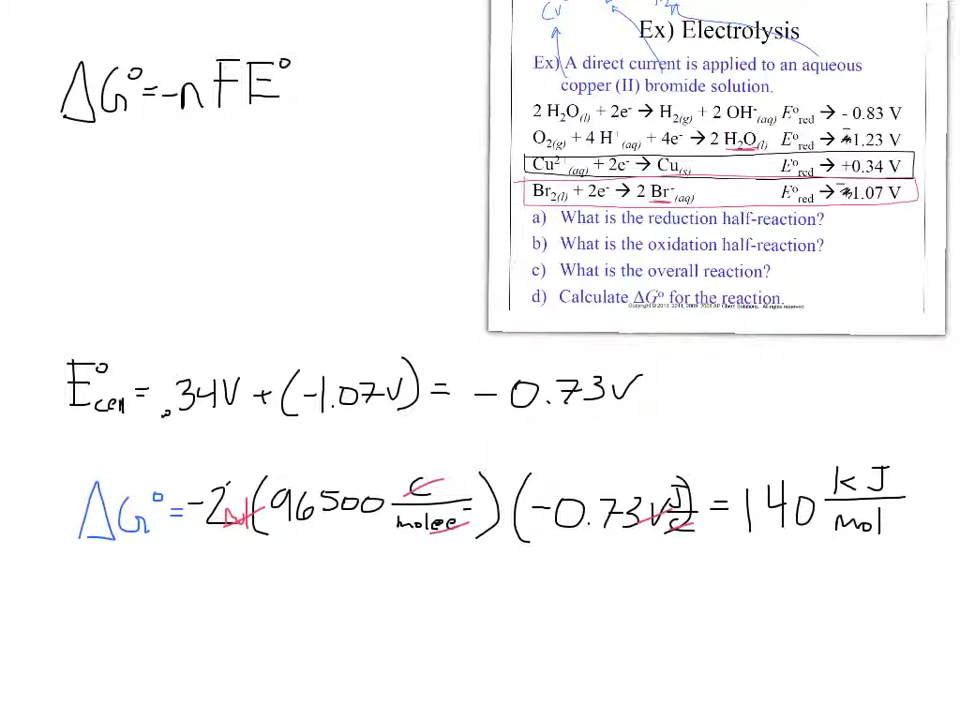 ΔG° = -nFE°
Cu
Ex) Electrolysis
Ex) A direct current is applied to an aqueous
copper (II) bromide solution.
2 H₂O(l) + 2e⁻ → H₂(g) + 2 OH⁻(aq) E°red → - 0.83 V
O₂(g) + 4 H⁺(aq) + 4e⁻ → 2 H₂O(l) E°red → -1.23 V
Cu²⁺(aq) + 2e⁻ → Cu(s) E°red → +0.34 V
Br₂(l) + 2e⁻ → 2 Br⁻(aq) E°red → -1.07 V
a) What is the reduction half-reaction?
b) What is the oxidation half-reaction?
c) What is the overall reaction?
d) Calculate ΔG° for the reaction.
E°cell = .34V + (-1.07V) = - 0.73V
ΔG° = -2 (96500 C/mole e⁻) (-0.73V J/C) = 140 kJ/mol